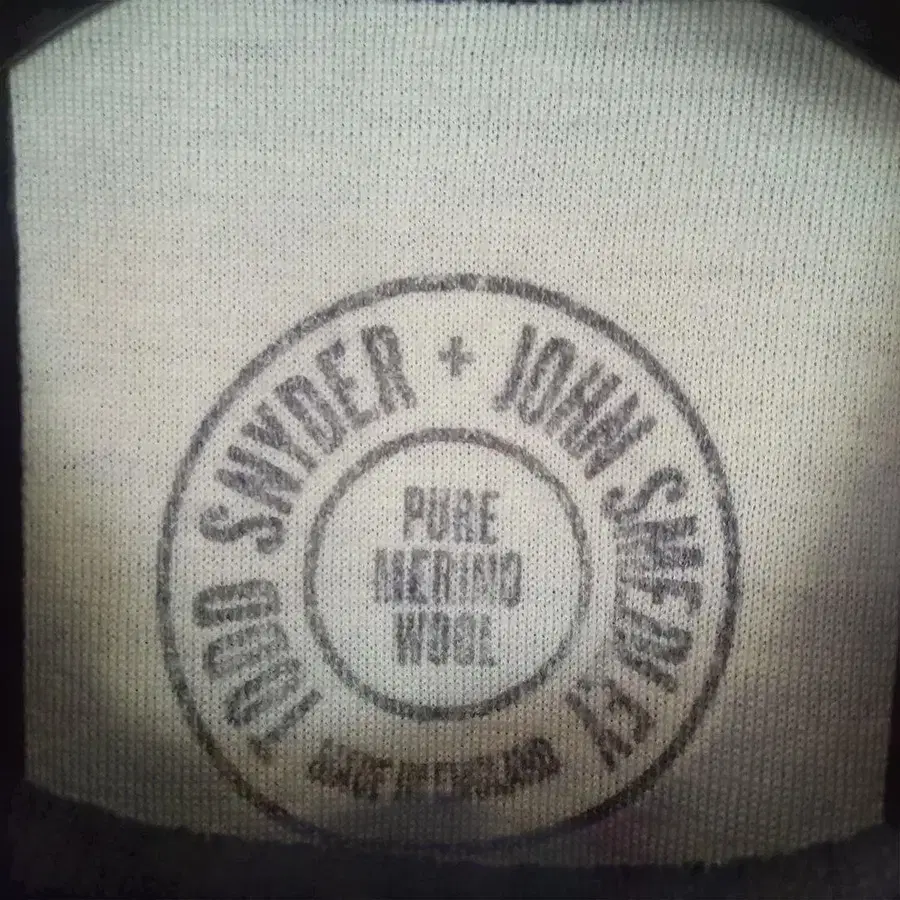 TODD SNYDER + JOHN SMEDLEY
PURE
MERINO
WOOL
MADE IN ENGLAND